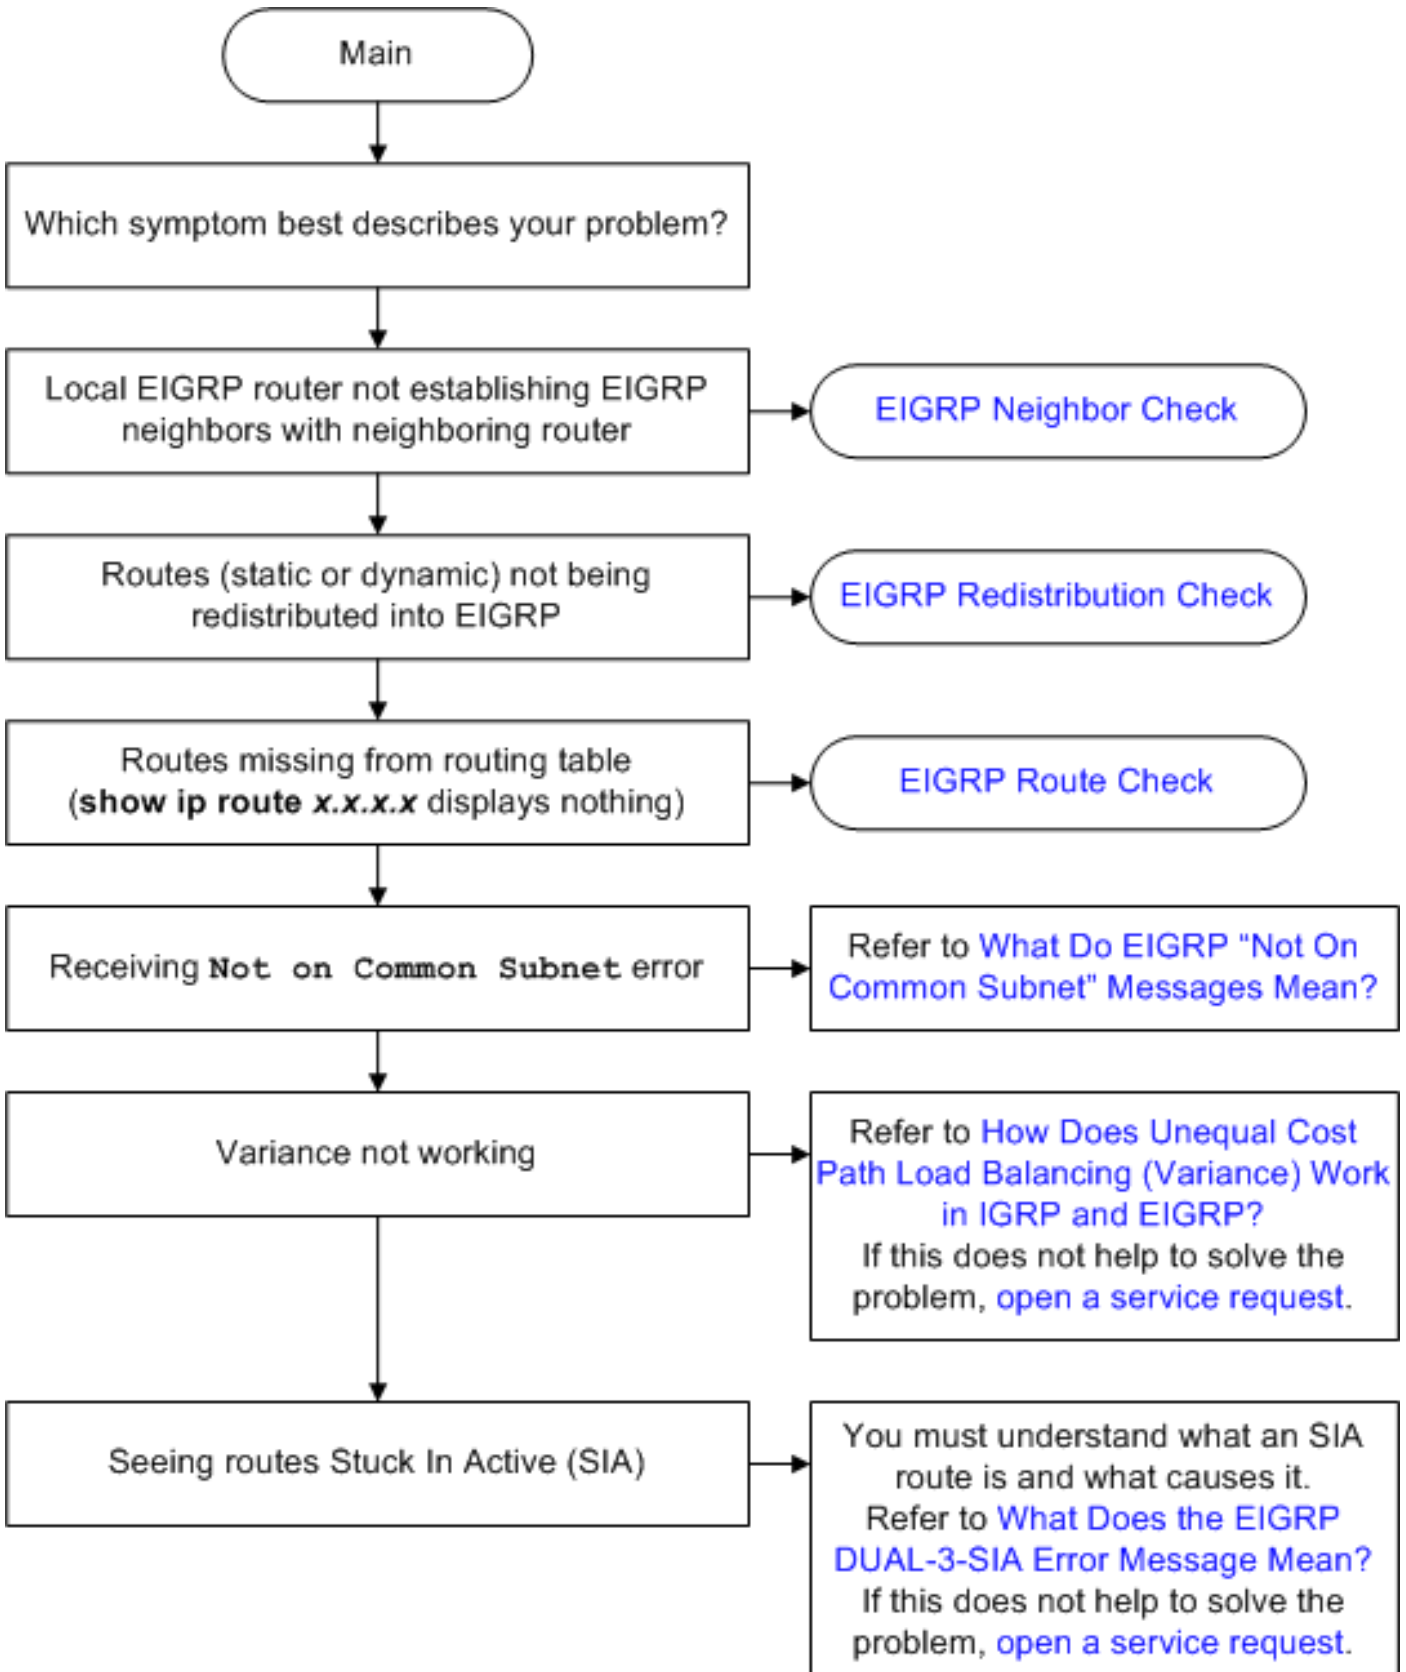 Main
Which symptom best describes your problem?
Local EIGRP router not establishing EIGRP
neighbors with neighboring router
EIGRP Neighbor Check
Routes (static or dynamic) not being
redistributed into EIGRP
EIGRP Redistribution Check
Routes missing from routing table
(show ip route x.x.x.x displays nothing)
EIGRP Route Check
Receiving Not on Common Subnet error
Refer to What Do EIGRP “Not On
Common Subnet” Messages Mean?
Variance not working
Refer to How Does Unequal Cost
Path Load Balancing (Variance) Work
in IGRP and EIGRP?
If this does not help to solve the
problem, open a service request.
Seeing routes Stuck In Active (SIA)
You must understand what an SIA
route is and what causes it.
Refer to What Does the EIGRP
DUAL-3-SIA Error Message Mean?
If this does not help to solve the
problem, open a service request.